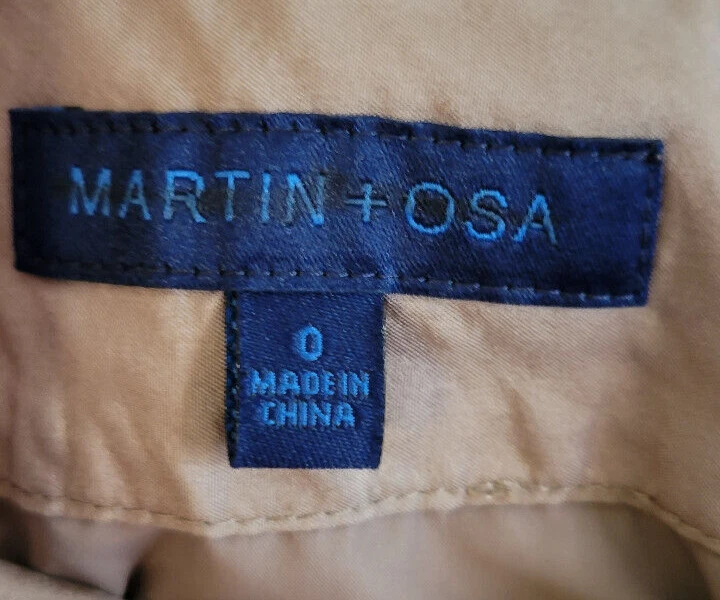 MARTIN + OSA
0
MADE IN
CHINA